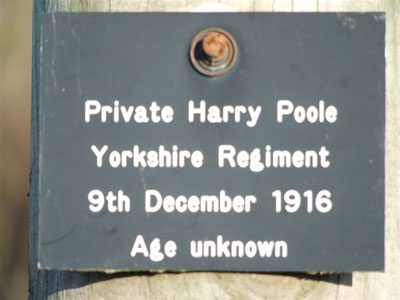 Private Harry Poole
Yorkshire Regiment
9th December 1916
Age unknown